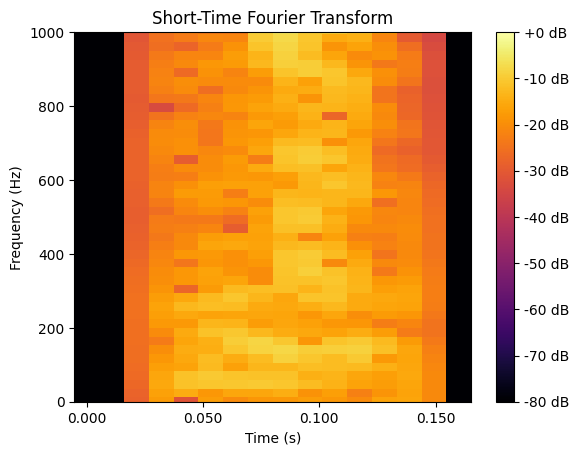 Short-Time Fourier Transform
1000
800
600
400
200
0
Frequency (Hz)
0.000
0.050
0.100
0.150
Time (s)
+0 dB
-10 dB
-20 dB
-30 dB
-40 dB
-50 dB
-60 dB
-70 dB
-80 dB